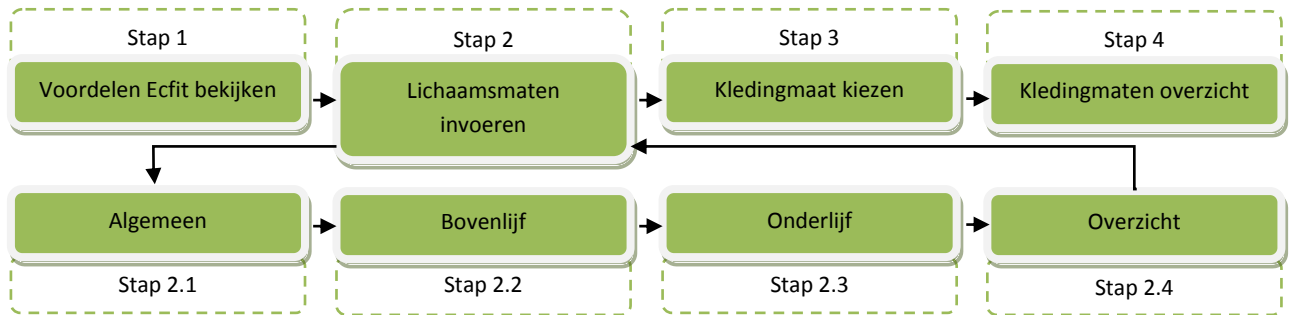 Stap 1
Stap 2
Stap 3
Stap 4
Voordelen Ecfit bekijken
Lichaamsmaten
invoeren
Kledingmaat kiezen
Kledingmaten overzicht
Algemeen
Bovenlijf
Onderlijf
Overzicht
Stap 2.1
Stap 2.2
Stap 2.3
Stap 2.4